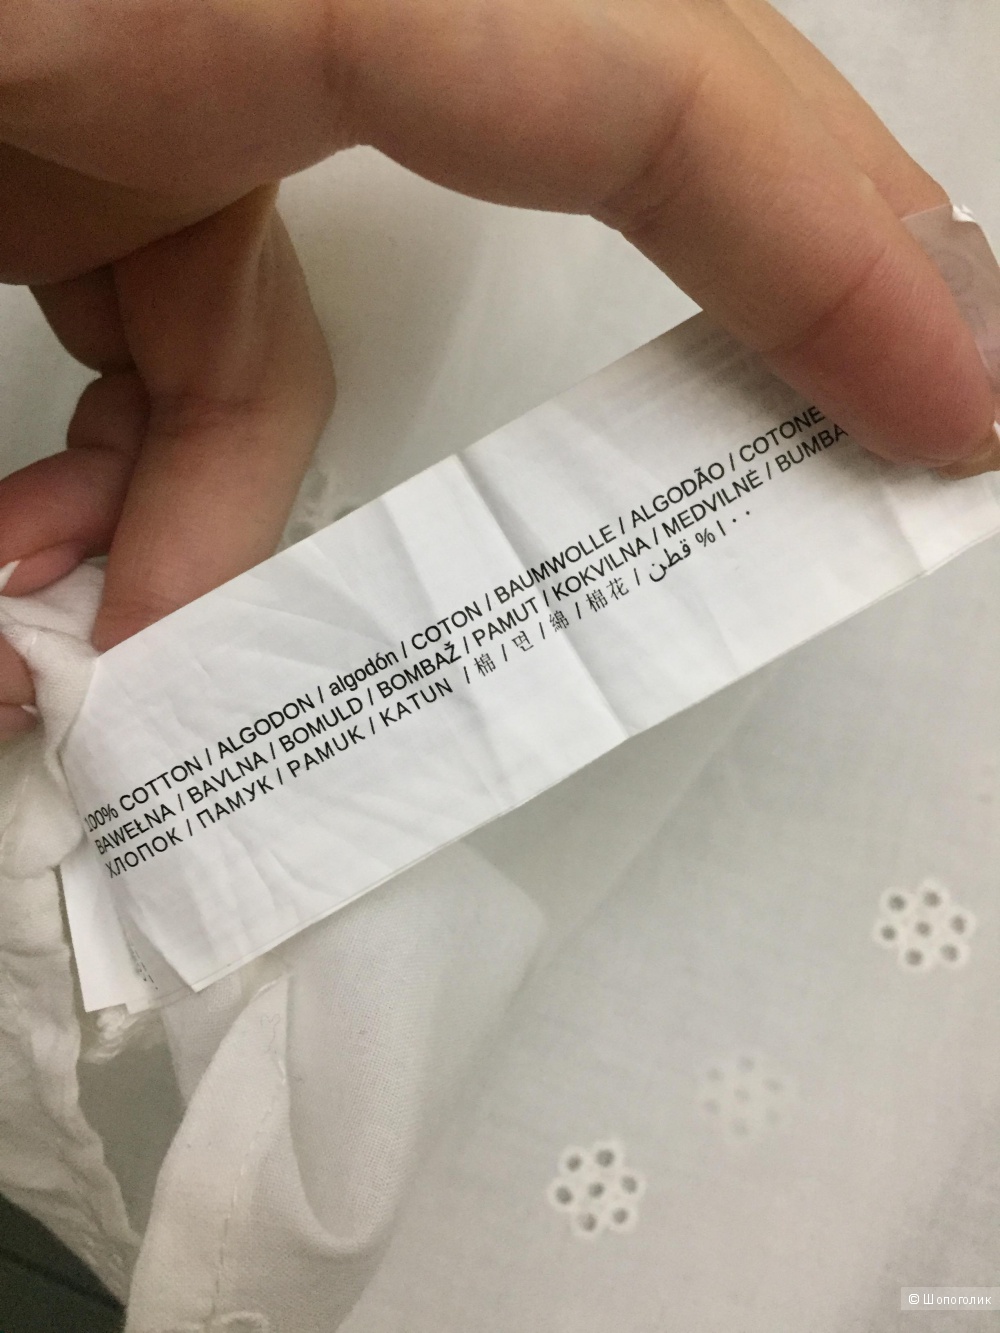 100% COTTON / ALGODON / algodón / COTON / BAUMWOLLE / ALGODÃO / COTONE
BAWEŁNA / BAVLNA / BOMULD / BOMBAŽ / PAMUT / KOKVILNA / MEDVILNĖ / BUMBA
ХЛОПОК / ПАМУК / PAMUK / KATUN / 棉 / 면 / 綿 / 棉花 / قطن %١٠٠
© Шопоголик